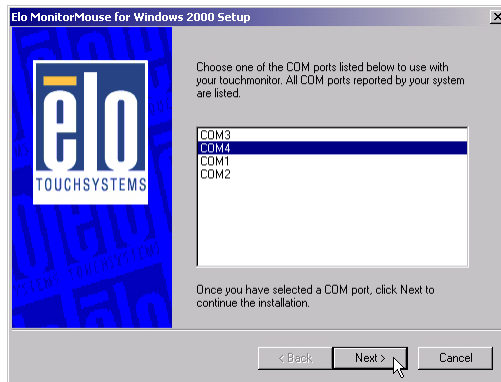 Elo MonitorMouse for Windows 2000 Setup
elo
TOUCHSYSTEMS
Choose one of the COM ports listed below to use with
your touchmonitor. All COM ports reported by your system
are listed.
COM3
COM4
COM1
COM2
Once you have selected a COM port, click Next to
continue the installation.
< Back
Next >
Cancel